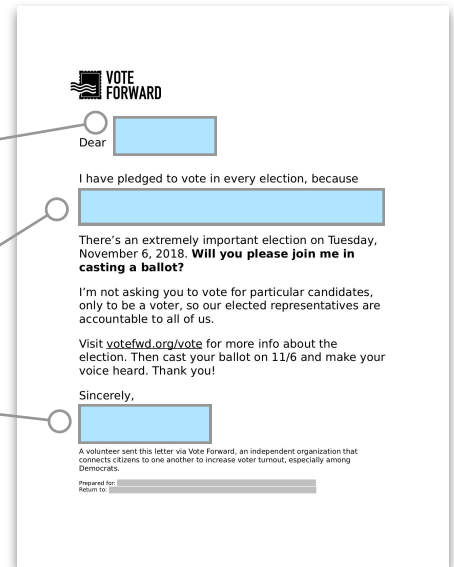 VOTE
FORWARD
Dear
I have pledged to vote in every election, because
There's an extremely important election on Tuesday,
November 6, 2018. Will you please join me in
casting a ballot?
I'm not asking you to vote for particular candidates,
only to be a voter, so our elected representatives are
accountable to all of us.
Visit votefwd.org/vote for more info about the
election. Then cast your ballot on 11/6 and make your
voice heard. Thank you!
Sincerely,
A volunteer sent this letter via Vote Forward, an independent organization that
connects citizens to one another to increase voter turnout, especially among
Democrats.
Prepared for:
Return to: